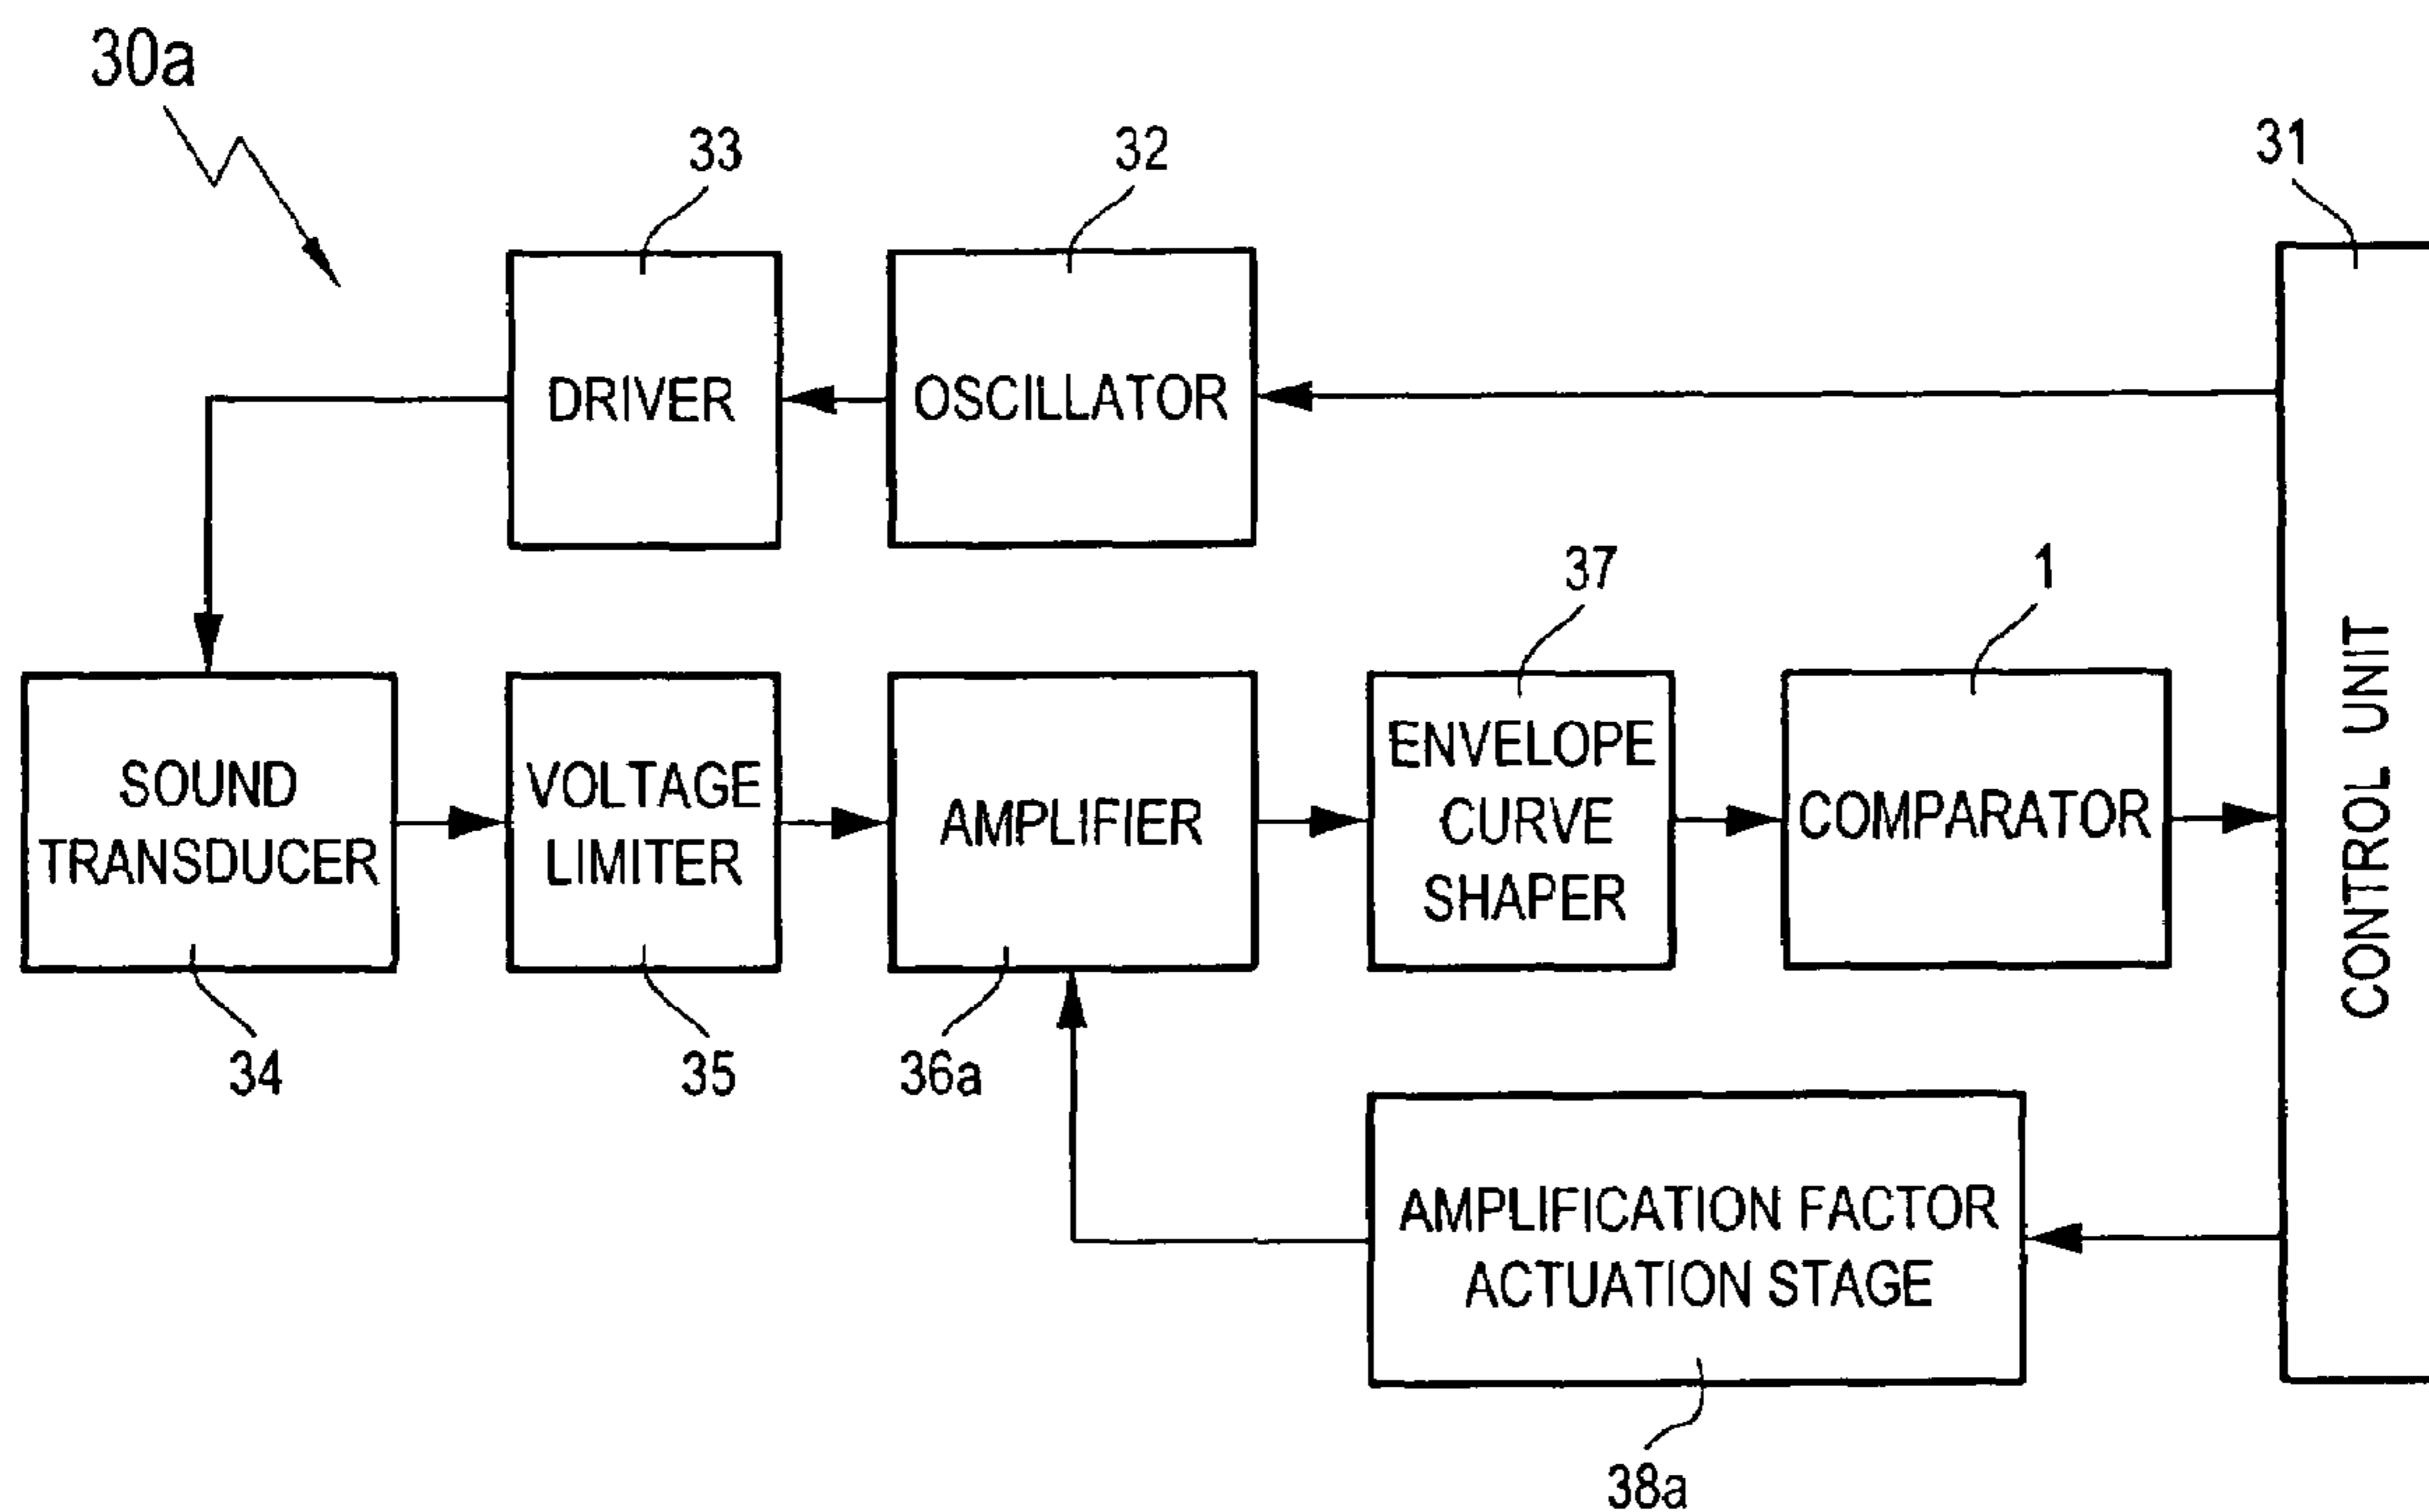 30a
33
32
31
DRIVER
OSCILLATOR
37
1
SOUND
TRANSDUCER
VOLTAGE
LIMITER
AMPLIFIER
ENVELOPE
CURVE
SHAPER
COMPARATOR
CONTROL UNIT
34
35
36a
AMPLIFICATION FACTOR
ACTUATION STAGE
38a